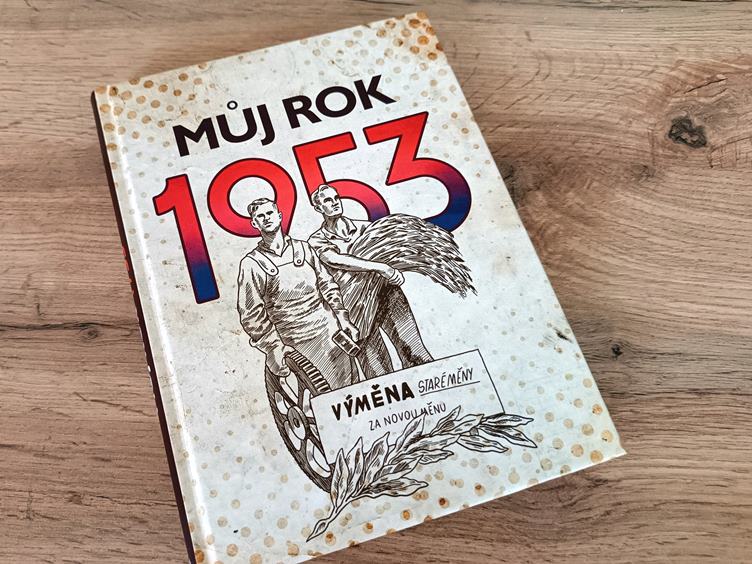 MŮJ ROK
1953
VÝMĚNA STARÉ MĚNY
ZA NOVOU MĚNU